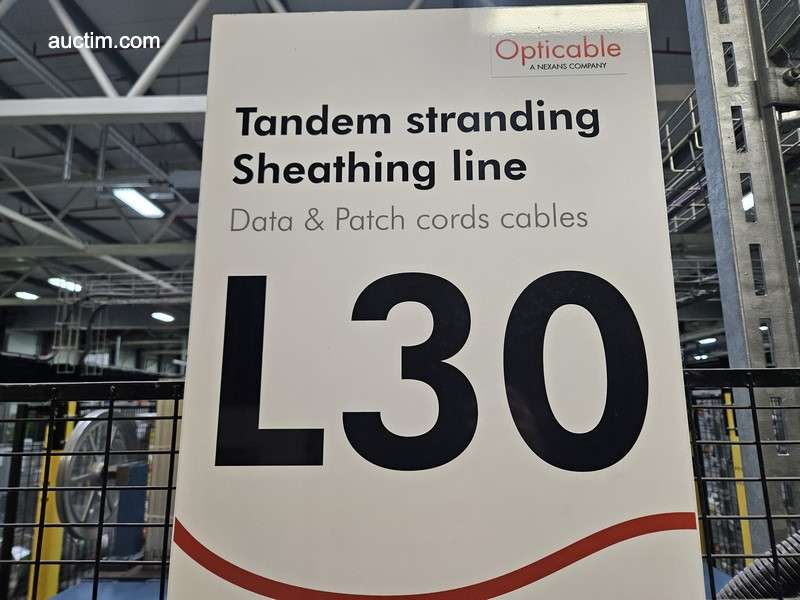 auctim.com
Opticable
A NEXANS COMPANY
Tandem stranding
Sheathing line
Data & Patch cords cables
L30